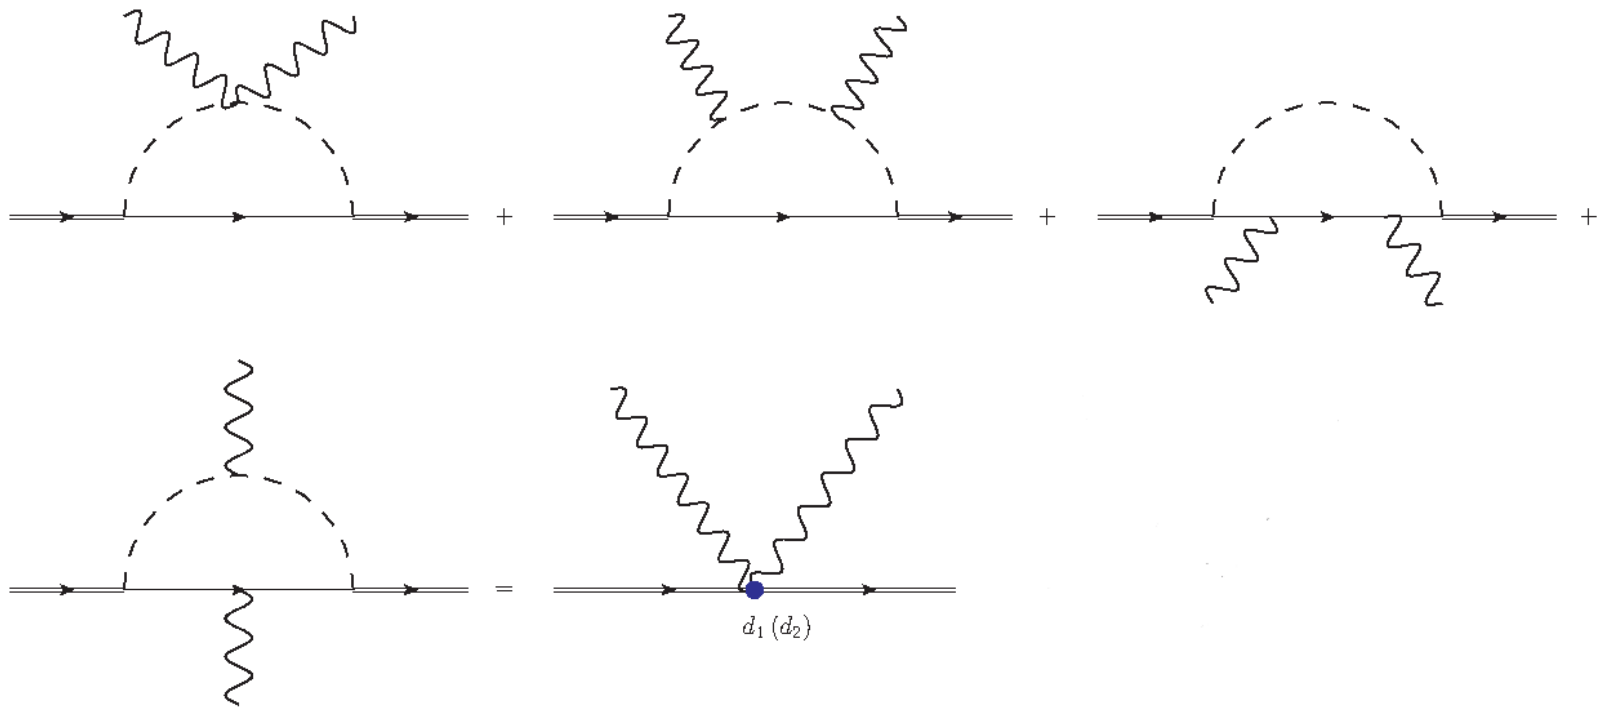 + + +
=
d₁ (d₂)